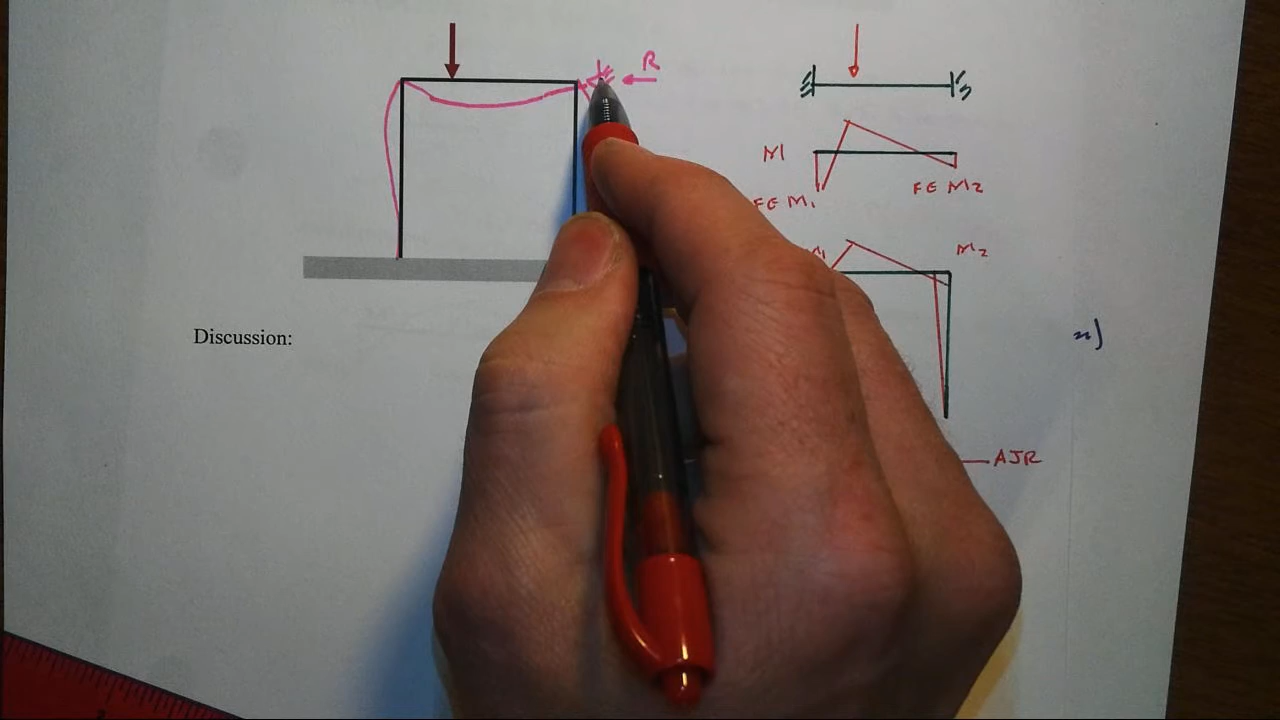 R
M
FEM₁
FEM₂
M₁
M₂
Discussion:
AJR